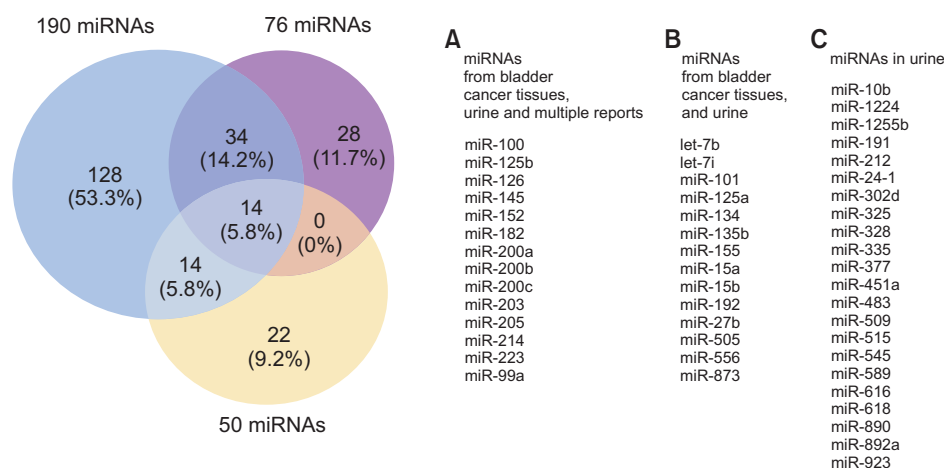 190 miRNAs
76 miRNAs
34
(14.2%)
28
(11.7%)
128
(53.3%)
14
(5.8%)
0
(0%)
14
(5.8%)
22
(9.2%)
50 miRNAs
A
miRNAs
from bladder
cancer tissues,
urine and multiple reports
miR-100
miR-125b
miR-126
miR-145
miR-152
miR-182
miR-200a
miR-200b
miR-200c
miR-203
miR-205
miR-214
miR-223
miR-99a
B
miRNAs
from bladder
cancer tissues,
and urine
let-7b
let-7i
miR-101
miR-125a
miR-134
miR-135b
miR-155
miR-15a
miR-15b
miR-192
miR-27b
miR-505
miR-556
miR-873
C
miRNAs in urine
miR-10b
miR-1224
miR-1255b
miR-191
miR-212
miR-24-1
miR-302d
miR-325
miR-328
miR-335
miR-377
miR-451a
miR-483
miR-509
miR-515
miR-545
miR-589
miR-616
miR-618
miR-890
miR-892a
miR-923